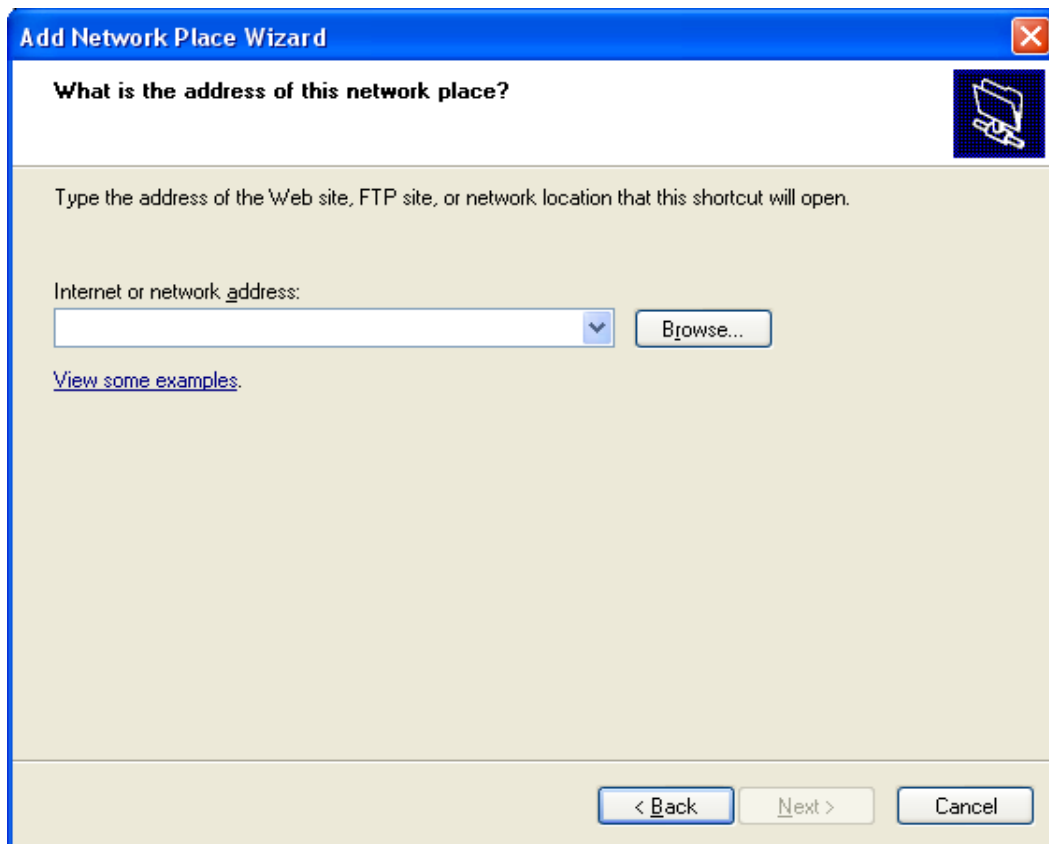 Add Network Place Wizard
What is the address of this network place?
Type the address of the Web site, FTP site, or network location that this shortcut will open.
Internet or network address:
Browse...
View some examples.
< Back Next > Cancel